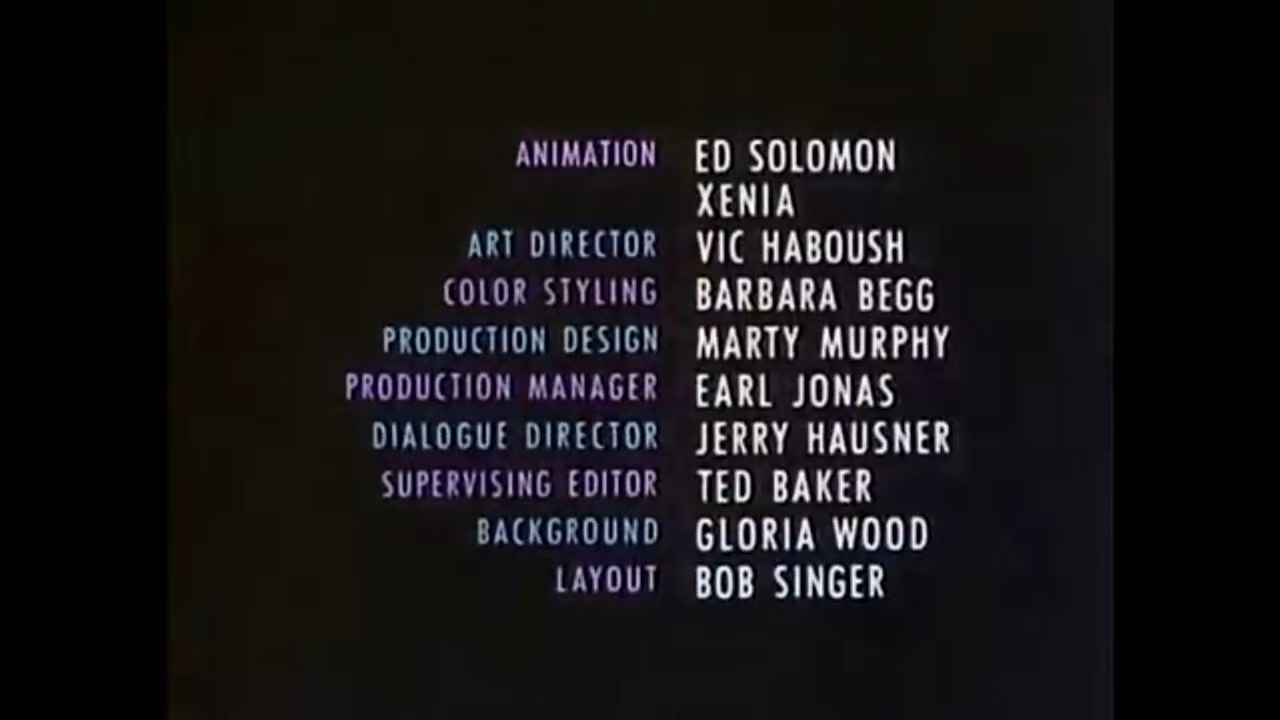 ANIMATION ED SOLOMON
XENIA
ART DIRECTOR VIC HABOUSH
COLOR STYLING BARBARA BEGG
PRODUCTION DESIGN MARTY MURPHY
PRODUCTION MANAGER EARL JONAS
DIALOGUE DIRECTOR JERRY HAUSNER
SUPERVISING EDITOR TED BAKER
BACKGROUND GLORIA WOOD
LAYOUT BOB SINGER